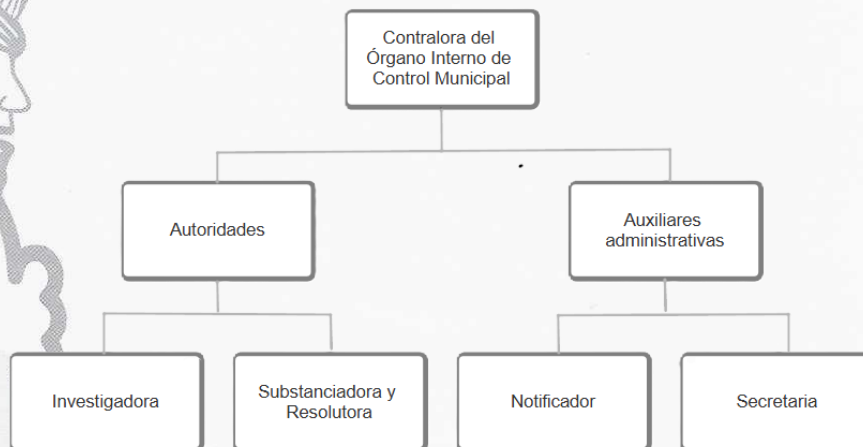 Contralora del
Órgano Interno de
Control Municipal
Autoridades
Auxiliares
administrativas
Investigadora
Substanciadora y
Resolutora
Notificador
Secretaria